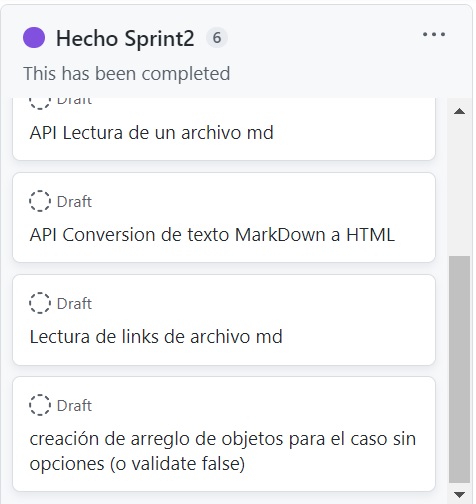 Hecho Sprint2 6
This has been completed
Draft
API Lectura de un archivo md
Draft
API Conversion de texto MarkDown a HTML
Draft
Lectura de links de archivo md
Draft
creación de arreglo de objetos para el caso sin
opciones (o validate false)